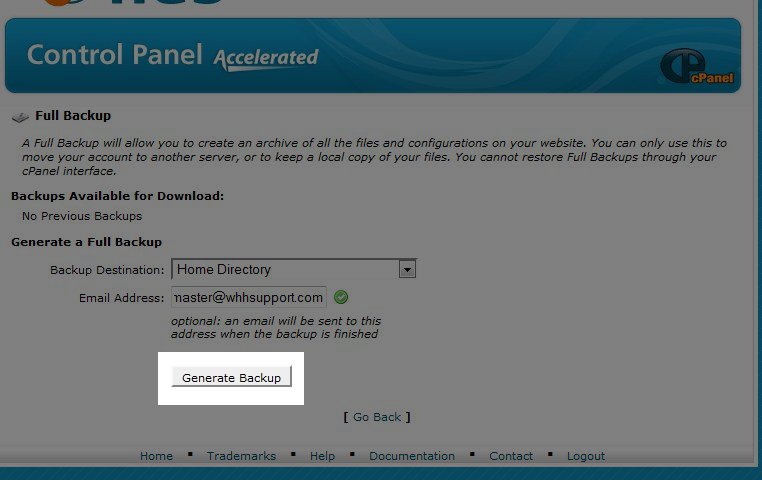 Control Panel Accelerated
cPanel
Full Backup
A Full Backup will allow you to create an archive of all the files and configurations on your website. You can only use this to
move your account to another server, or to keep a local copy of your files. You cannot restore Full Backups through your
cPanel interface.
Backups Available for Download:
No Previous Backups
Generate a Full Backup
Backup Destination: Home Directory
Email Address: master@whhsupport.com
optional: an email will be sent to this
address when the backup is finished
Generate Backup
[ Go Back ]
Home ▪ Trademarks ▪ Help ▪ Documentation ▪ Contact ▪ Logout